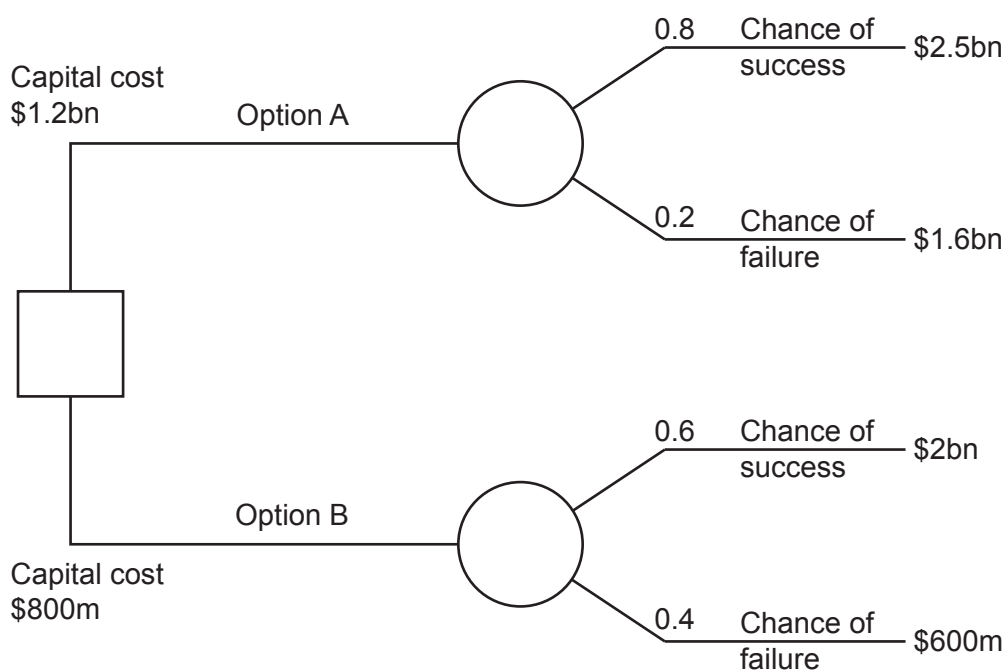 0.8 Chance of
success $2.5bn
Capital cost
$1.2bn
Option A
0.2 Chance of
failure $1.6bn
0.6 Chance of
success $2bn
Option B
Capital cost
$800m
0.4 Chance of
failure $600m